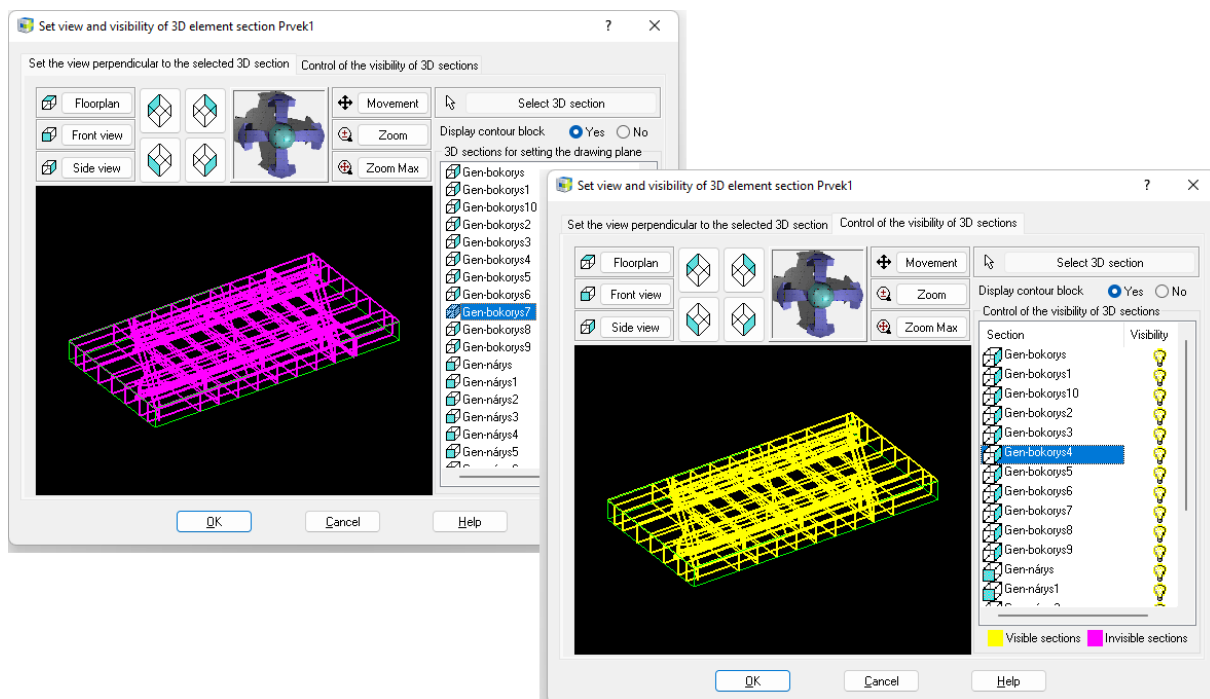 Set view and visibility of 3D element section Prvek1
?
Set the view perpendicular to the selected 3D section
Control of the visibility of 3D sections
Floorplan
Front view
Side view
Movement
Zoom
Zoom Max
Select 3D section
Display contour block Yes No
3D sections for setting the drawing plane
Gen-bokorys
Gen-bokorys1
Gen-bokorys10
Gen-bokorys2
Gen-bokorys3
Gen-bokorys4
Gen-bokorys5
Gen-bokorys6
Gen-bokorys7
Gen-bokorys8
Gen-bokorys9
Gen-nárys
Gen-nárys1
Gen-nárys2
Gen-nárys3
Gen-nárys4
Gen-nárys5
OK Cancel Help
Set view and visibility of 3D element section Prvek1
?
Set the view perpendicular to the selected 3D section
Control of the visibility of 3D sections
Floorplan
Front view
Side view
Movement
Zoom
Zoom Max
Select 3D section
Display contour block Yes No
Control of the visibility of 3D sections
Section Visibility
Gen-bokorys
Gen-bokorys1
Gen-bokorys10
Gen-bokorys2
Gen-bokorys3
Gen-bokorys4
Gen-bokorys5
Gen-bokorys6
Gen-bokorys7
Gen-bokorys8
Gen-bokorys9
Gen-nárys
Gen-nárys1
Visible sections Invisible sections
OK Cancel Help